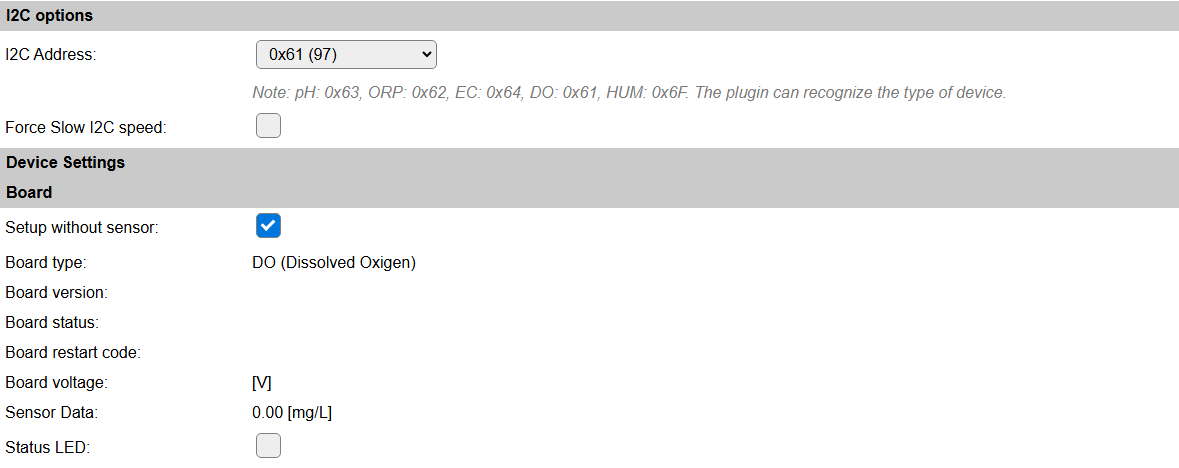 I2C options
I2C Address: 0x61 (97)
Note: pH: 0x63, ORP: 0x62, EC: 0x64, DO: 0x61, HUM: 0x6F. The plugin can recognize the type of device.
Force Slow I2C speed:
Device Settings
Board
Setup without sensor:
Board type: DO (Dissolved Oxigen)
Board version:
Board status:
Board restart code:
Board voltage: [V]
Sensor Data: 0.00 [mg/L]
Status LED: